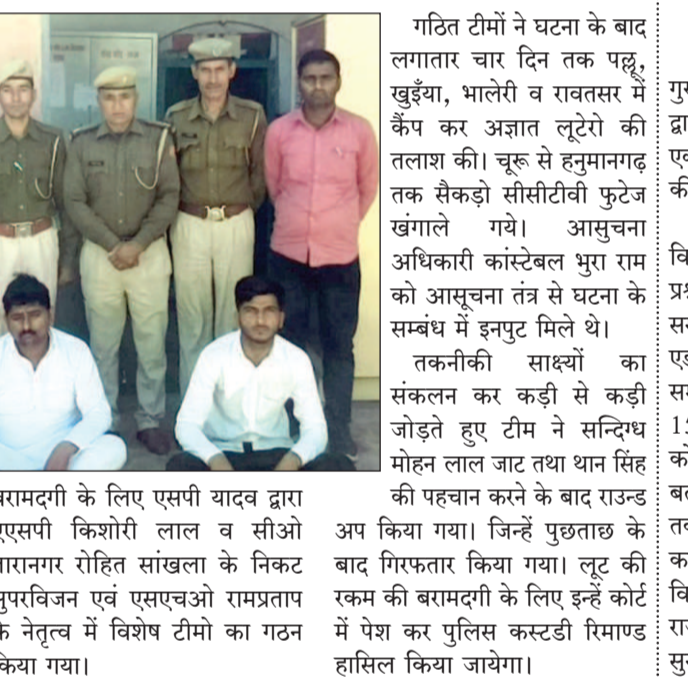 बरामदगी के लिए एसपी यादव द्वारा
एएसपी किशोरी लाल व सीओ
तारानगर रोहित सांखला के निकट
सुपरविजन एवं एसएचओ रामप्रताप
के नेतृत्व में विशेष टीमो का गठन
किया गया।
गठित टीमों ने घटना के बाद
लगातार चार दिन तक पल्लू,
खुइँया, भालेरी व रावतसर में
कैंप कर अज्ञात लूटेरो की
तलाश की। चूरू से हनुमानगढ़
तक सैकड़ो सीसीटीवी फुटेज
खंगाले गये। आसुचना
अधिकारी कांस्टेबल भुरा राम
को आसूचना तंत्र से घटना के
सम्बंध में इनपुट मिले थे।
तकनीकी साक्ष्यों का
संकलन कर कड़ी से कड़ी
जोड़ते हुए टीम ने सन्दिग्ध
मोहन लाल जाट तथा थान सिंह
की पहचान करने के बाद राउन्ड
अप किया गया। जिन्हें पुछताछ के
बाद गिरफतार किया गया। लूट की
रकम की बरामदगी के लिए इन्हें कोर्ट
में पेश कर पुलिस कस्टडी रिमाण्ड
हासिल किया जायेगा।